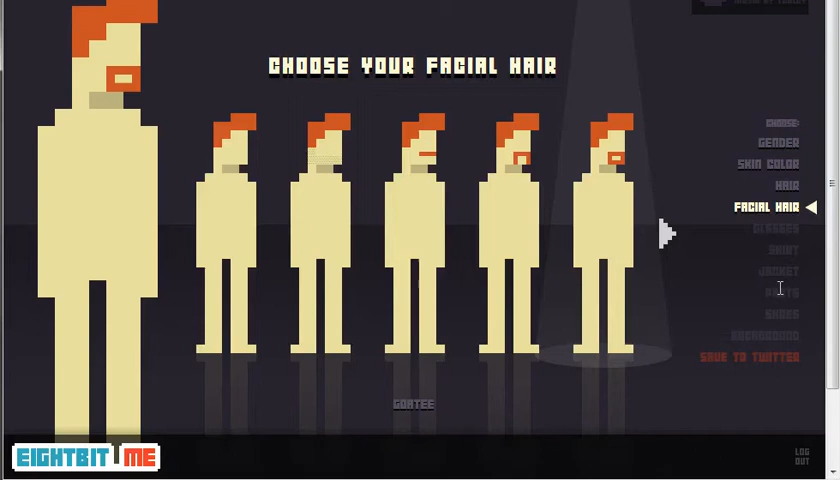 CHOOSE YOUR FACIAL HAIR
CHOOSE:
GENDER
SKIN COLOR
HAIR
FACIAL HAIR
GLASSES
SHIRT
JACKET
PANTS
SHOES
BACKGROUND
SAVE TO TWITTER
GOATEE
EIGHTBIT ME
LOG
OUT